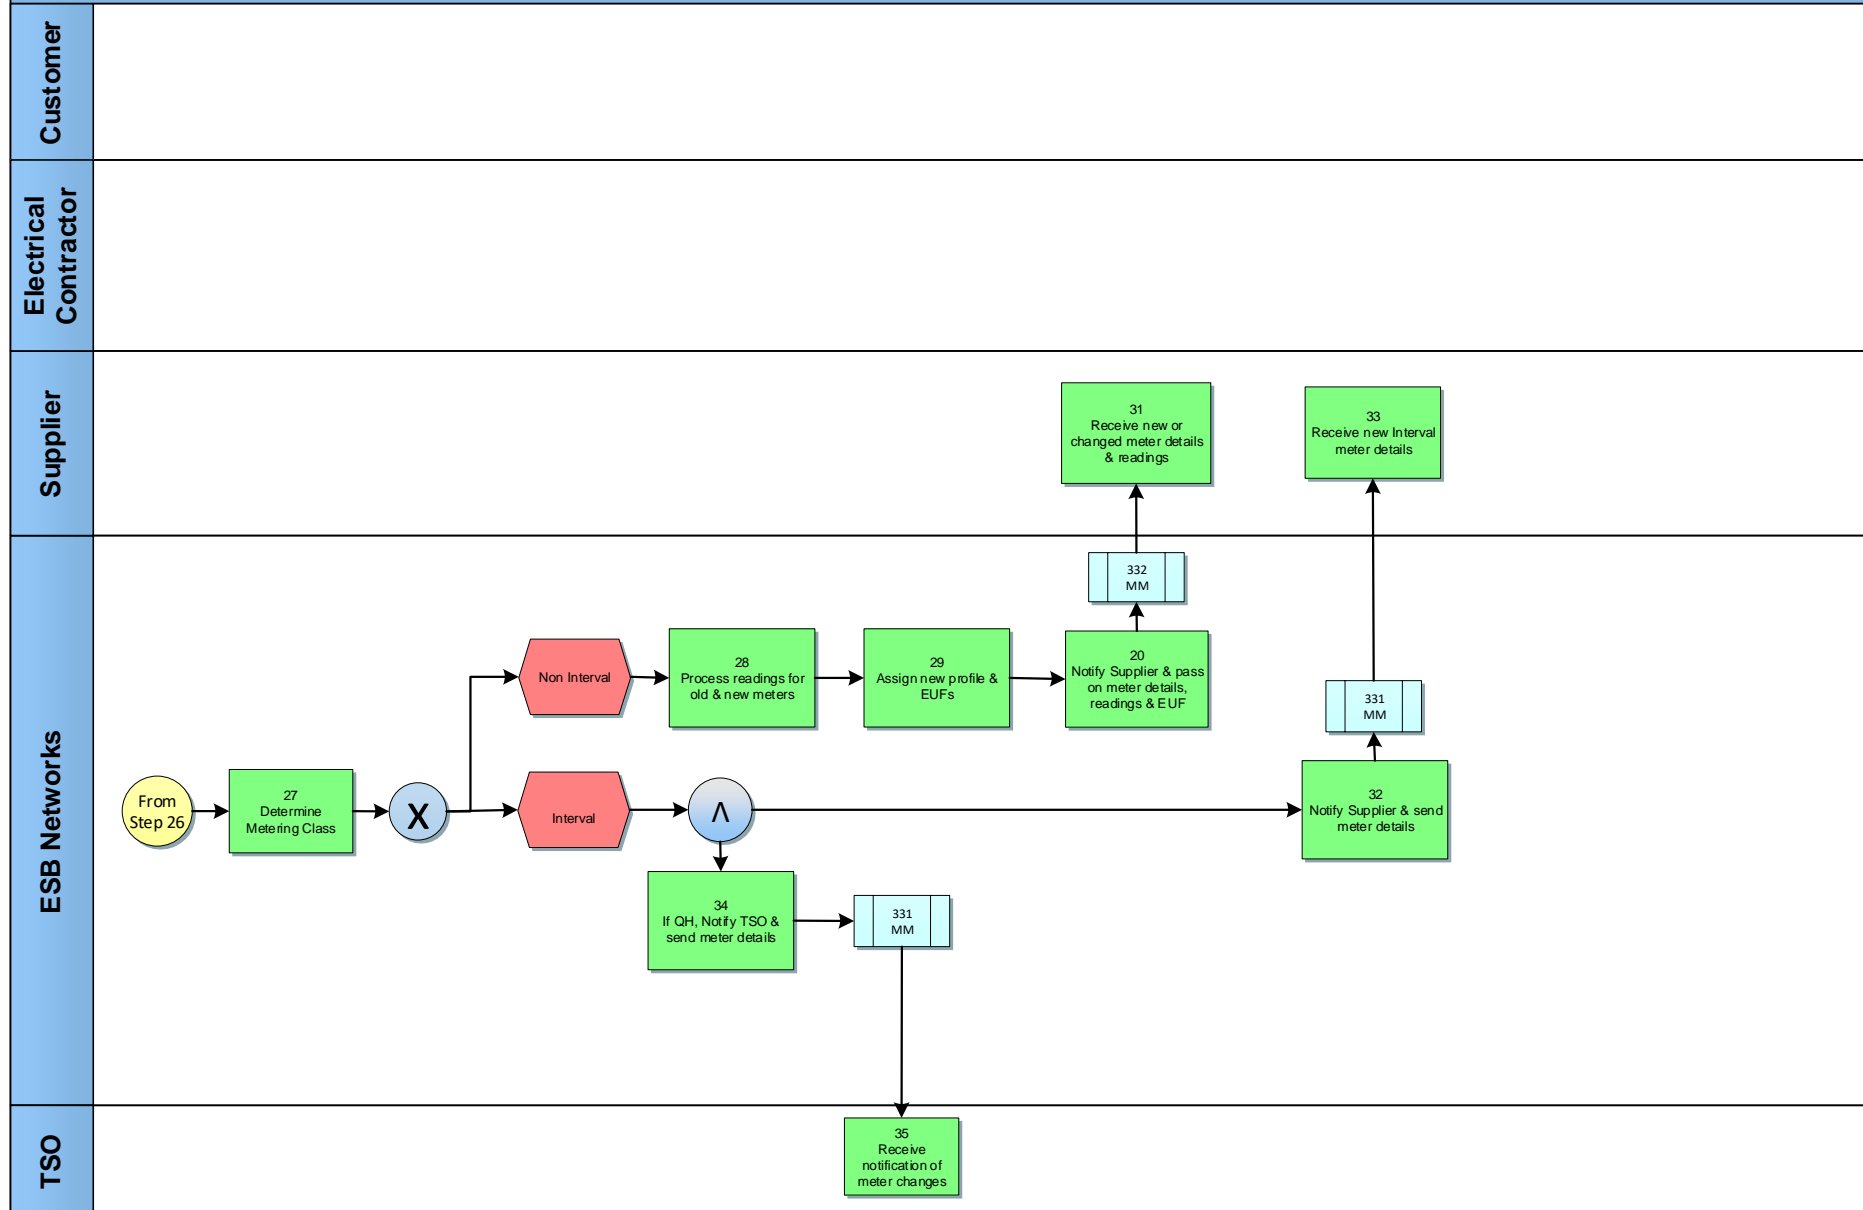 Customer
Electrical
Contractor
Supplier
31
Receive new or
changed meter details
& readings
33
Receive new Interval
meter details
ESB Networks
332
MM
Non Interval
28
Process readings for
old & new meters
29
Assign new profile &
EUFs
20
Notify Supplier & pass
on meter details,
readings & EUF
331
MM
From
Step 26
27
Determine
Metering Class
X
Interval
Λ
32
Notify Supplier & send
meter details
34
If QH, Notify TSO &
send meter details
331
MM
TSO
35
Receive
notification of
meter changes